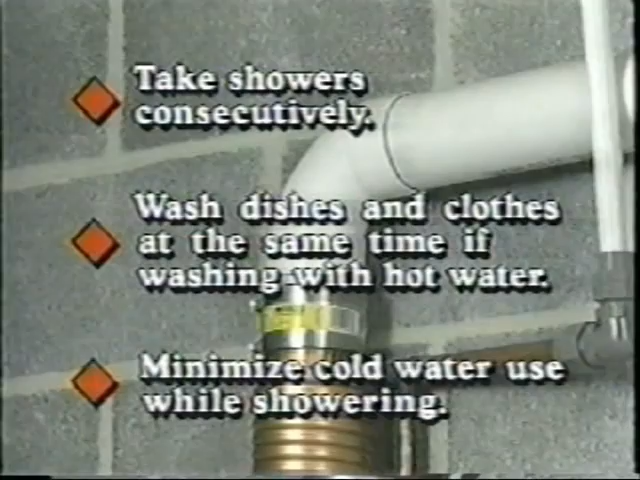 Take showers
consecutively.
Wash dishes and clothes
at the same time if
washing with hot water.
Minimize cold water use
while showering.